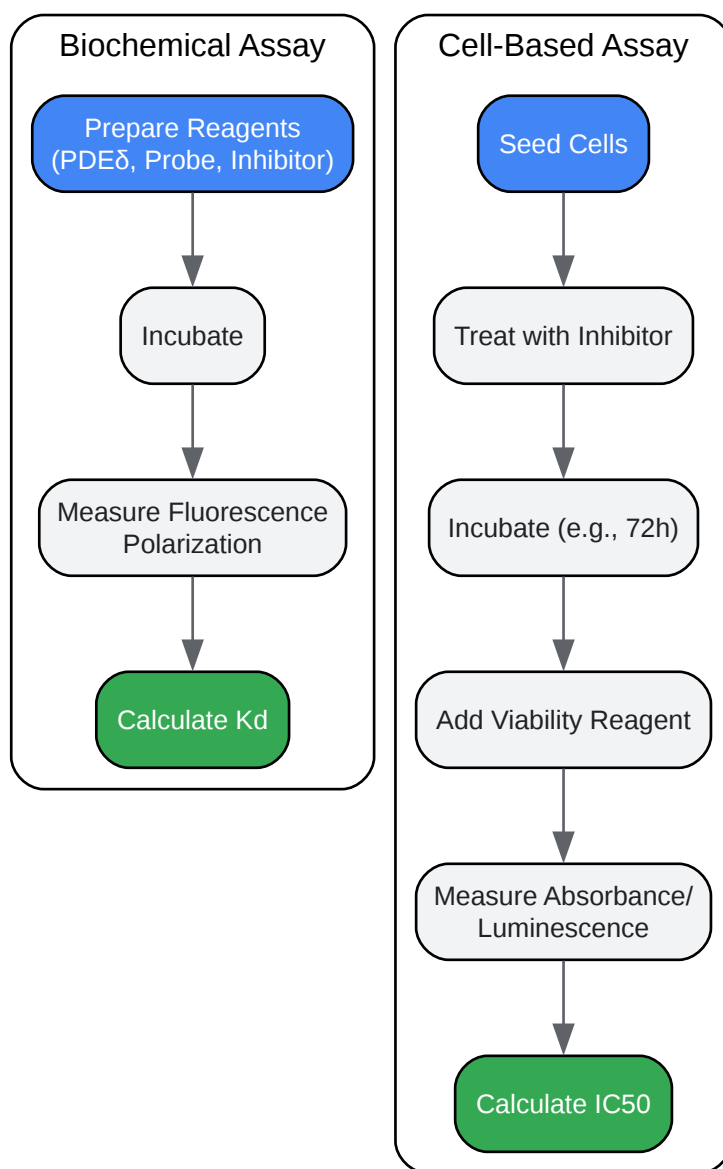 Biochemical Assay
Prepare Reagents
(PDEδ, Probe, Inhibitor)
Incubate
Measure Fluorescence
Polarization
Calculate Kd
Cell-Based Assay
Seed Cells
Treat with Inhibitor
Incubate (e.g., 72h)
Add Viability Reagent
Measure Absorbance/
Luminescence
Calculate IC50